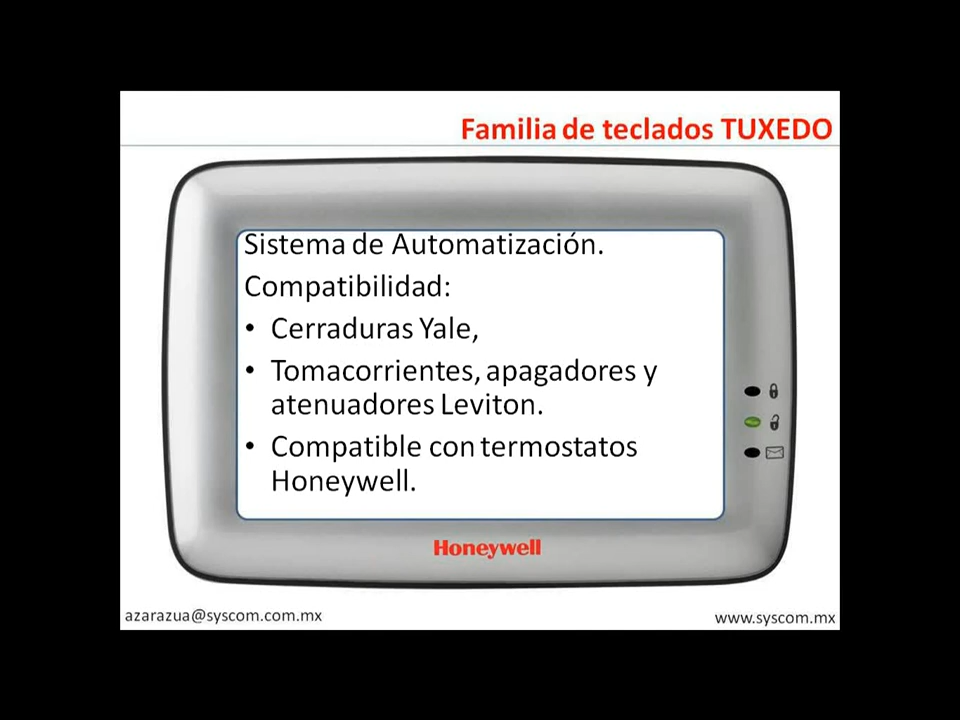 Familia de teclados TUXEDO
Sistema de Automatización.
Compatibilidad:
• Cerraduras Yale,
• Tomacorrientes, apagadores y
atenuadores Leviton.
• Compatible con termostatos
Honeywell.
Honeywell
azarazua@syscom.com.mx
www.syscom.mx